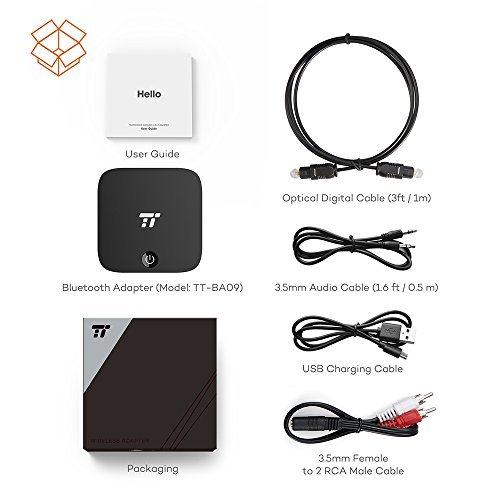 Hello
User Guide
User Guide
TT
Bluetooth Adapter (Model: TT-BA09)
TT
WIRELESS ADAPTER
Packaging
Optical Digital Cable (3ft / 1m)
3.5mm Audio Cable (1.6 ft / 0.5 m)
USB Charging Cable
3.5mm Female
to 2 RCA Male Cable